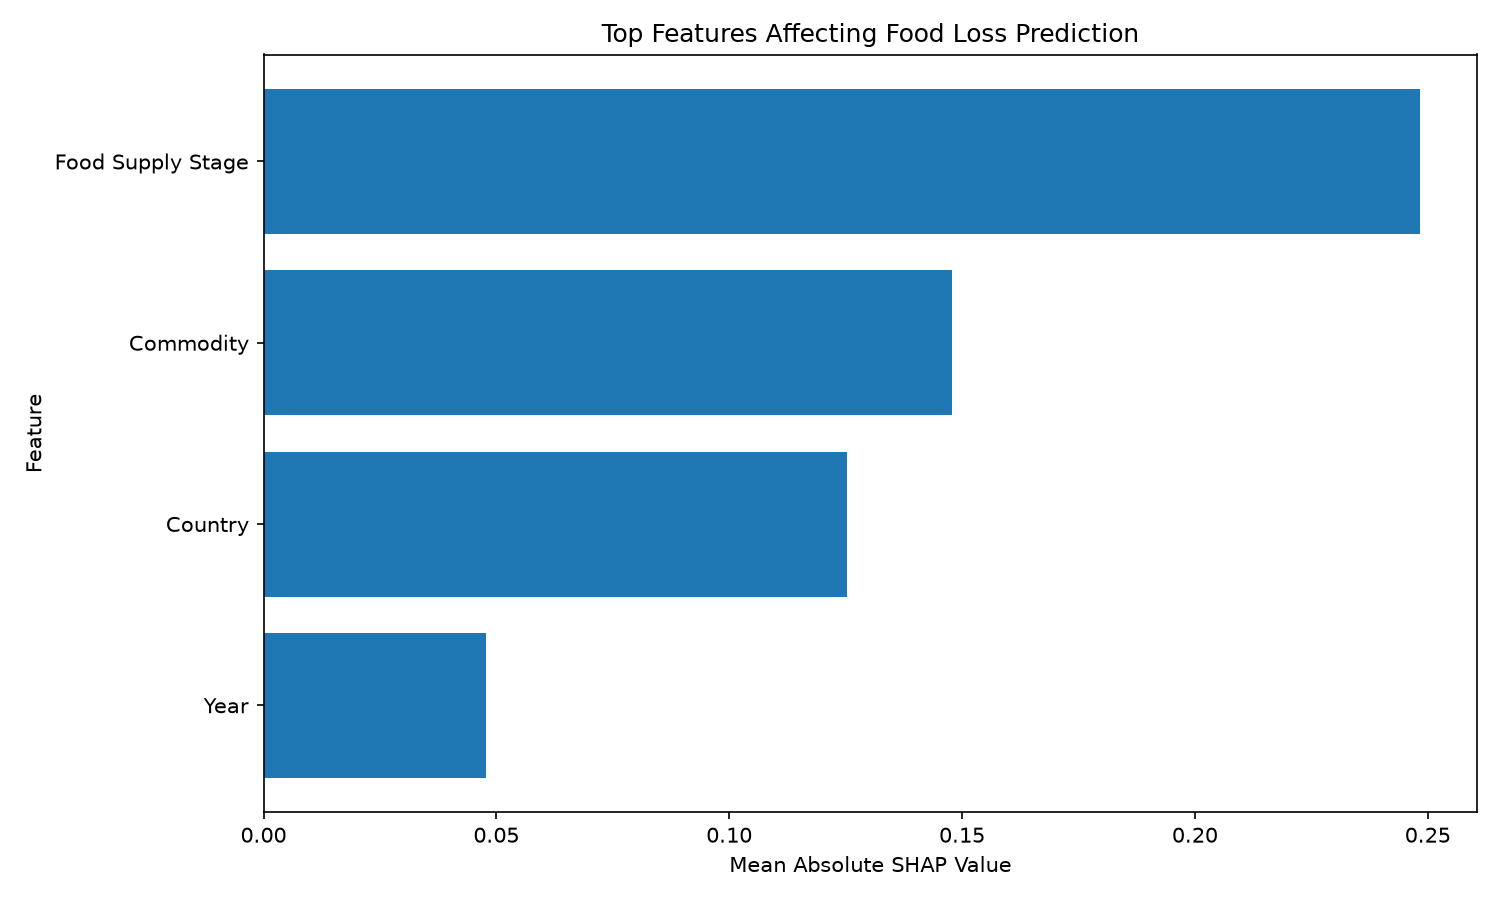 Top Features Affecting Food Loss Prediction
Food Supply Stage
Commodity
Country
Year
Feature
0.00 0.05 0.10 0.15 0.20 0.25
Mean Absolute SHAP Value